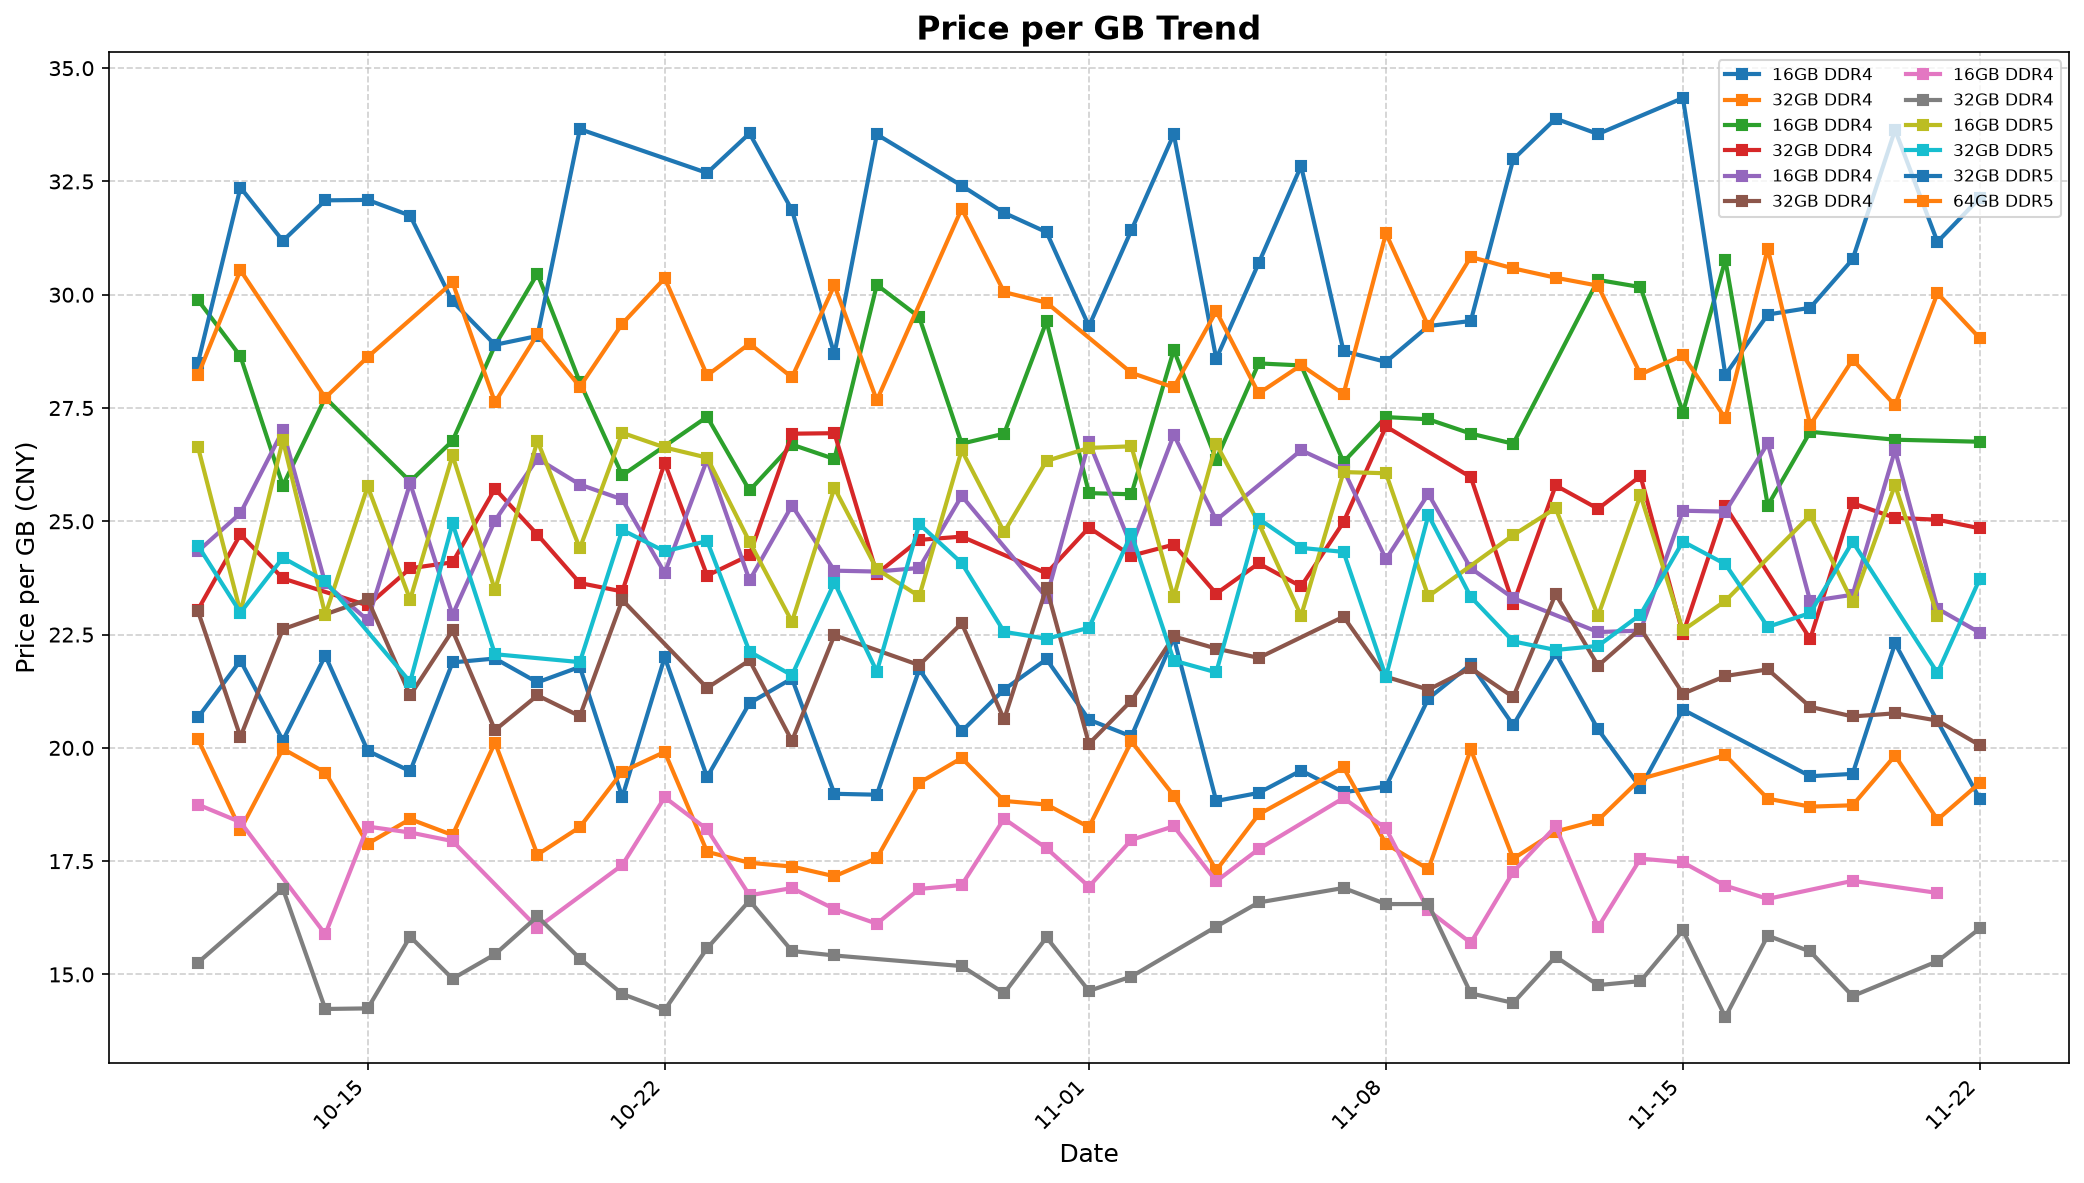 Price per GB Trend
35.0
32.5
30.0
27.5
25.0
22.5
20.0
17.5
15.0
Price per GB (CNY)
16GB DDR4
32GB DDR4
16GB DDR4
32GB DDR4
16GB DDR4
32GB DDR4
16GB DDR4
32GB DDR4
16GB DDR5
32GB DDR5
32GB DDR5
64GB DDR5
10-15
10-22
11-01
11-08
11-15
11-22
Date